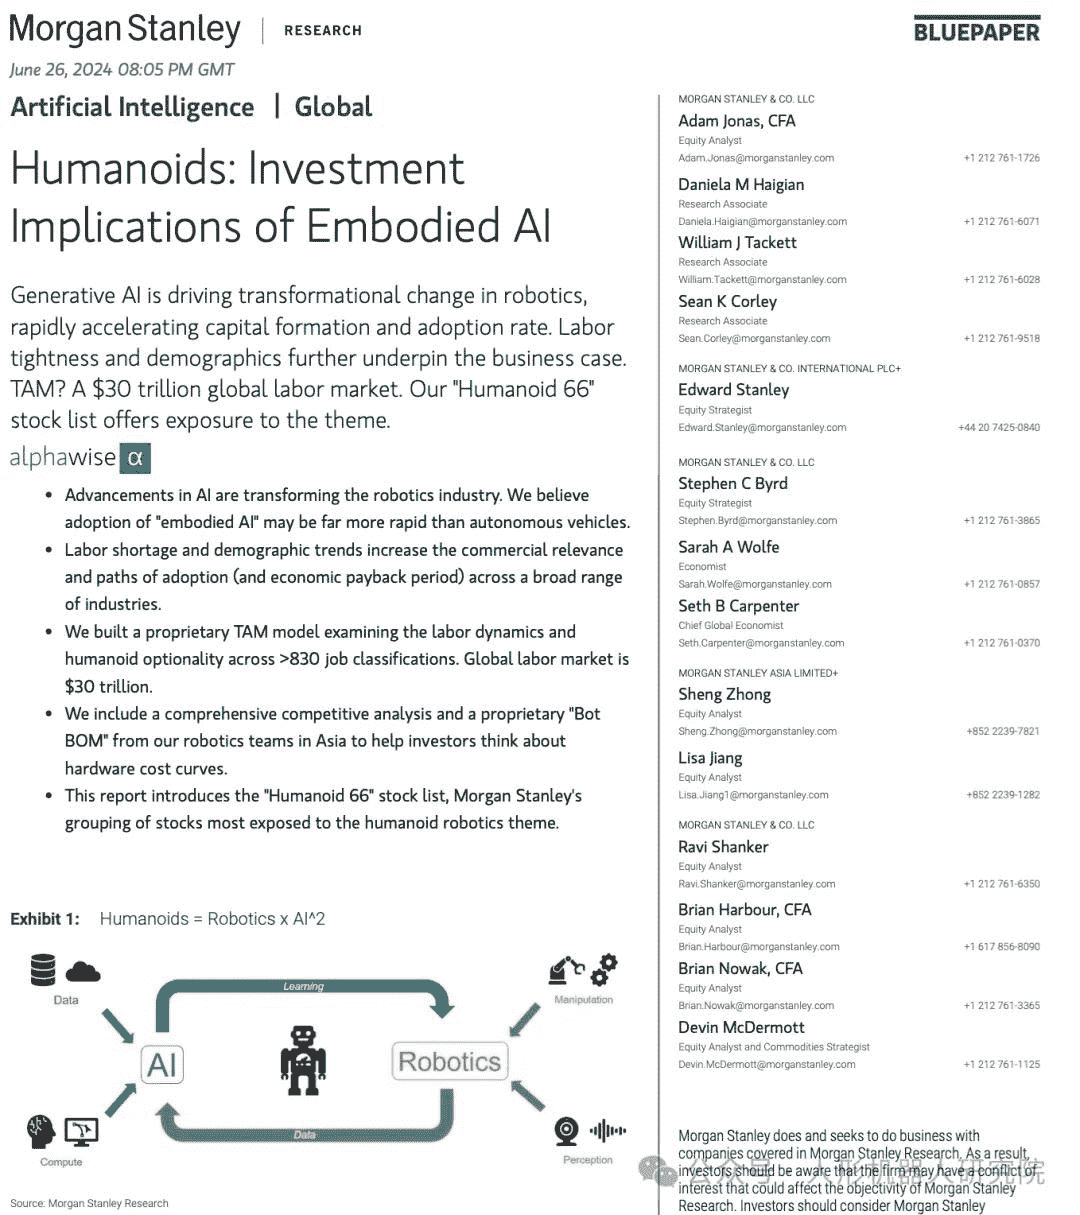 Morgan Stanley | RESEARCH
BLUEPAPER
June 26, 2024 08:05 PM GMT
Artificial Intelligence | Global
Humanoids: Investment
Implications of Embodied AI
Generative AI is driving transformational change in robotics,
rapidly accelerating capital formation and adoption rate. Labor
tightness and demographics further underpin the business case.
TAM? A $30 trillion global labor market. Our "Humanoid 66"
stock list offers exposure to the theme.
alphawise α
• Advancements in AI are transforming the robotics industry. We believe
adoption of "embodied AI" may be far more rapid than autonomous vehicles.
• Labor shortage and demographic trends increase the commercial relevance
and paths of adoption (and economic payback period) across a broad range
of industries.
• We built a proprietary TAM model examining the labor dynamics and
humanoid optionality across >830 job classifications. Global labor market is
$30 trillion.
• We include a comprehensive competitive analysis and a proprietary "Bot
BOM" from our robotics teams in Asia to help investors think about
hardware cost curves.
• This report introduces the "Humanoid 66" stock list, Morgan Stanley's
grouping of stocks most exposed to the humanoid robotics theme.
Exhibit 1: Humanoids = Robotics x AI^2
Data
Learning
Manipulation
AI
Robotics
Data
Compute
Perception
Source: Morgan Stanley Research
MORGAN STANLEY & CO. LLC
Adam Jonas, CFA
Equity Analyst
Adam.Jonas@morganstanley.com +1 212 761-1726
Daniela M Haigian
Research Associate
Daniela.Haigian@morganstanley.com +1 212 761-6071
William J Tackett
Research Associate
William.Tackett@morganstanley.com +1 212 761-6028
Sean K Corley
Research Associate
Sean.Corley@morganstanley.com +1 212 761-9518
MORGAN STANLEY & CO. INTERNATIONAL PLC+
Edward Stanley
Equity Strategist
Edward.Stanley@morganstanley.com +44 20 7425-0840
MORGAN STANLEY & CO. LLC
Stephen C Byrd
Equity Strategist
Stephen.Byrd@morganstanley.com +1 212 761-3865
Sarah A Wolfe
Economist
Sarah.Wolfe@morganstanley.com +1 212 761-0857
Seth B Carpenter
Chief Global Economist
Seth.Carpenter@morganstanley.com +1 212 761-0370
MORGAN STANLEY ASIA LIMITED+
Sheng Zhong
Equity Analyst
Sheng.Zhong@morganstanley.com +852 2239-7821
Lisa Jiang
Equity Analyst
Lisa.Jiang1@morganstanley.com +852 2239-1282
MORGAN STANLEY & CO. LLC
Ravi Shanker
Equity Analyst
Ravi.Shanker@morganstanley.com +1 212 761-6350
Brian Harbour, CFA
Equity Analyst
Brian.Harbour@morganstanley.com +1 617 856-8090
Brian Nowak, CFA
Equity Analyst
Brian.Nowak@morganstanley.com +1 212 761-3365
Devin McDermott
Equity Analyst and Commodities Strategist
Devin.McDermott@morganstanley.com +1 212 761-1125
Morgan Stanley does and seeks to do business with
companies covered in Morgan Stanley Research. As a result,
investors should be aware that the firm may have a conflict of
interest that could affect the objectivity of Morgan Stanley
Research. Investors should consider Morgan Stanley
公众号 · 人形机器人研究院